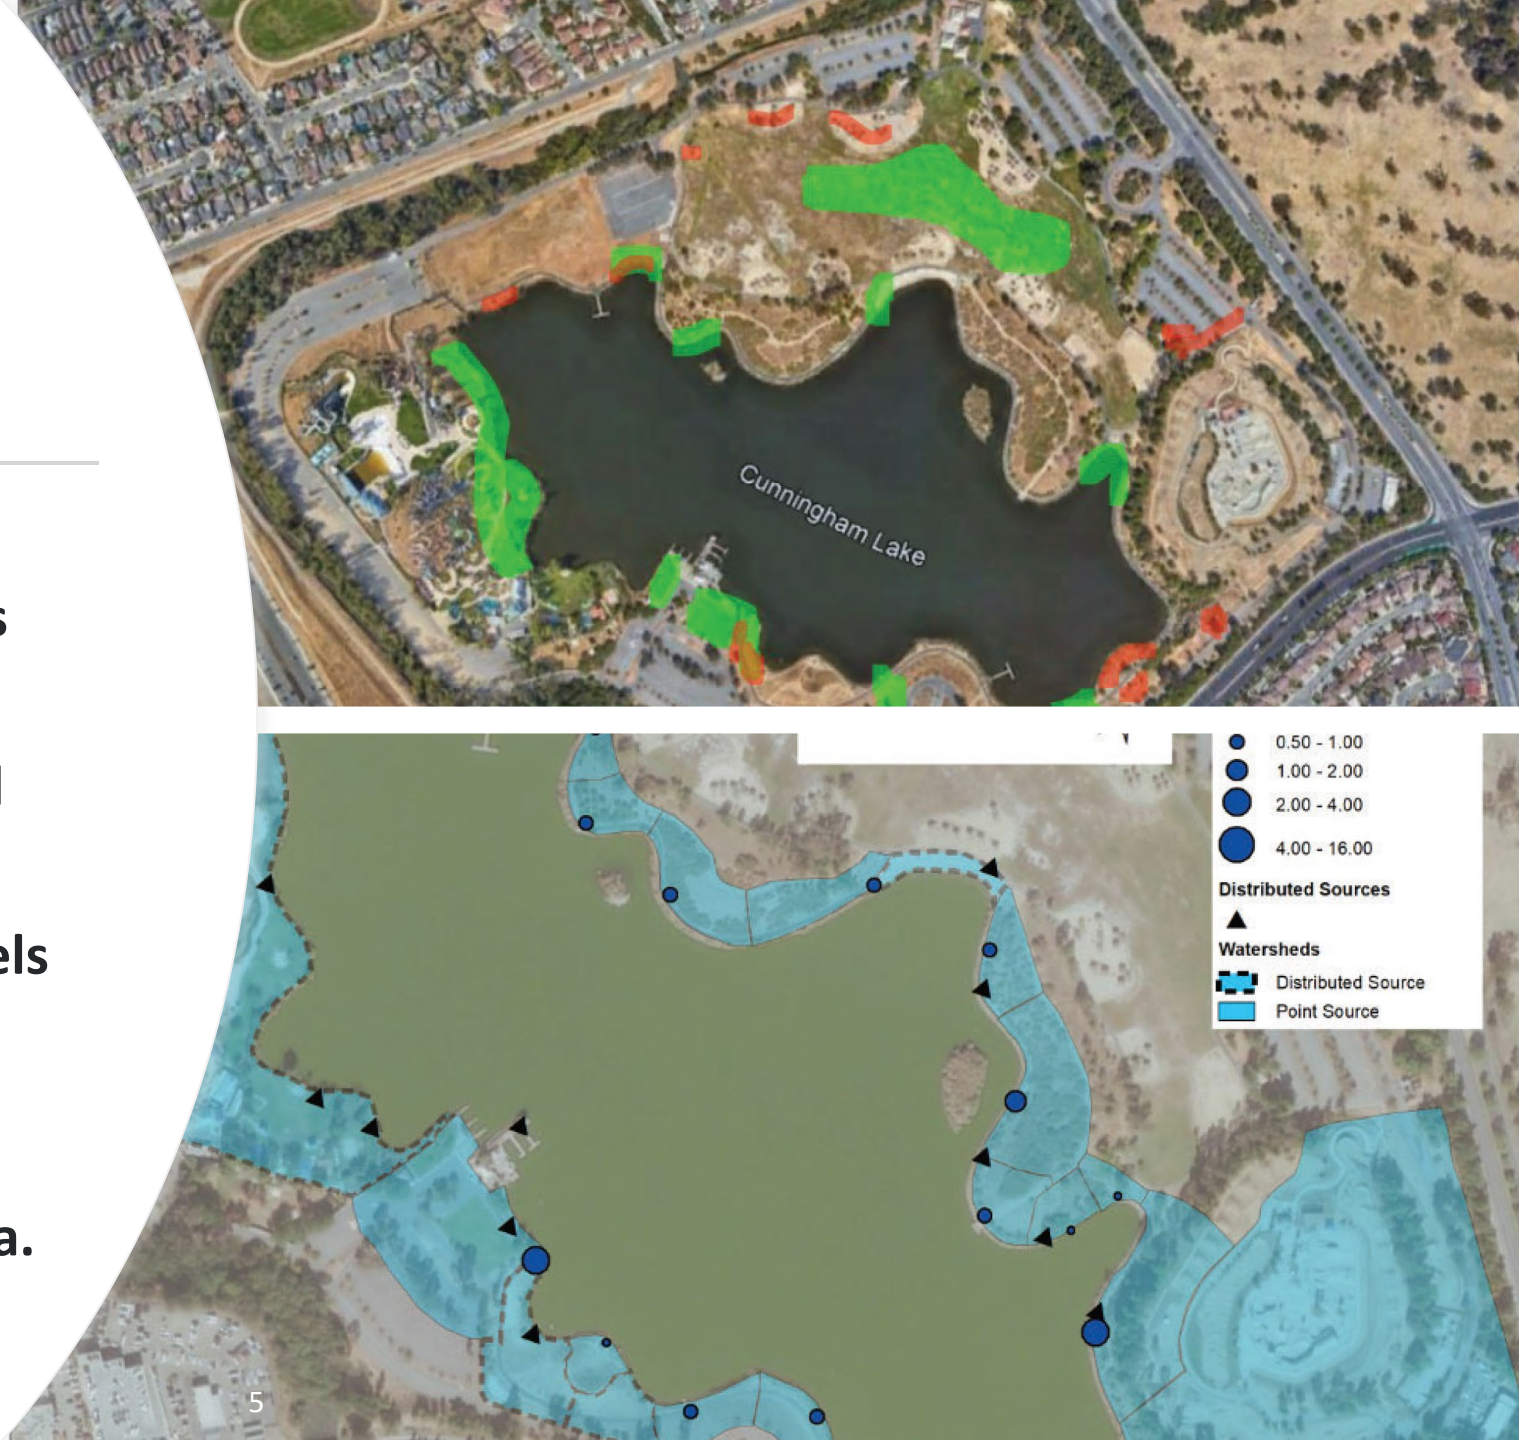 s
els
a.
Cunningham Lake
0.50 - 1.00
1.00 - 2.00
2.00 - 4.00
4.00 - 16.00
Distributed Sources
Watersheds
Distributed Source
Point Source
5